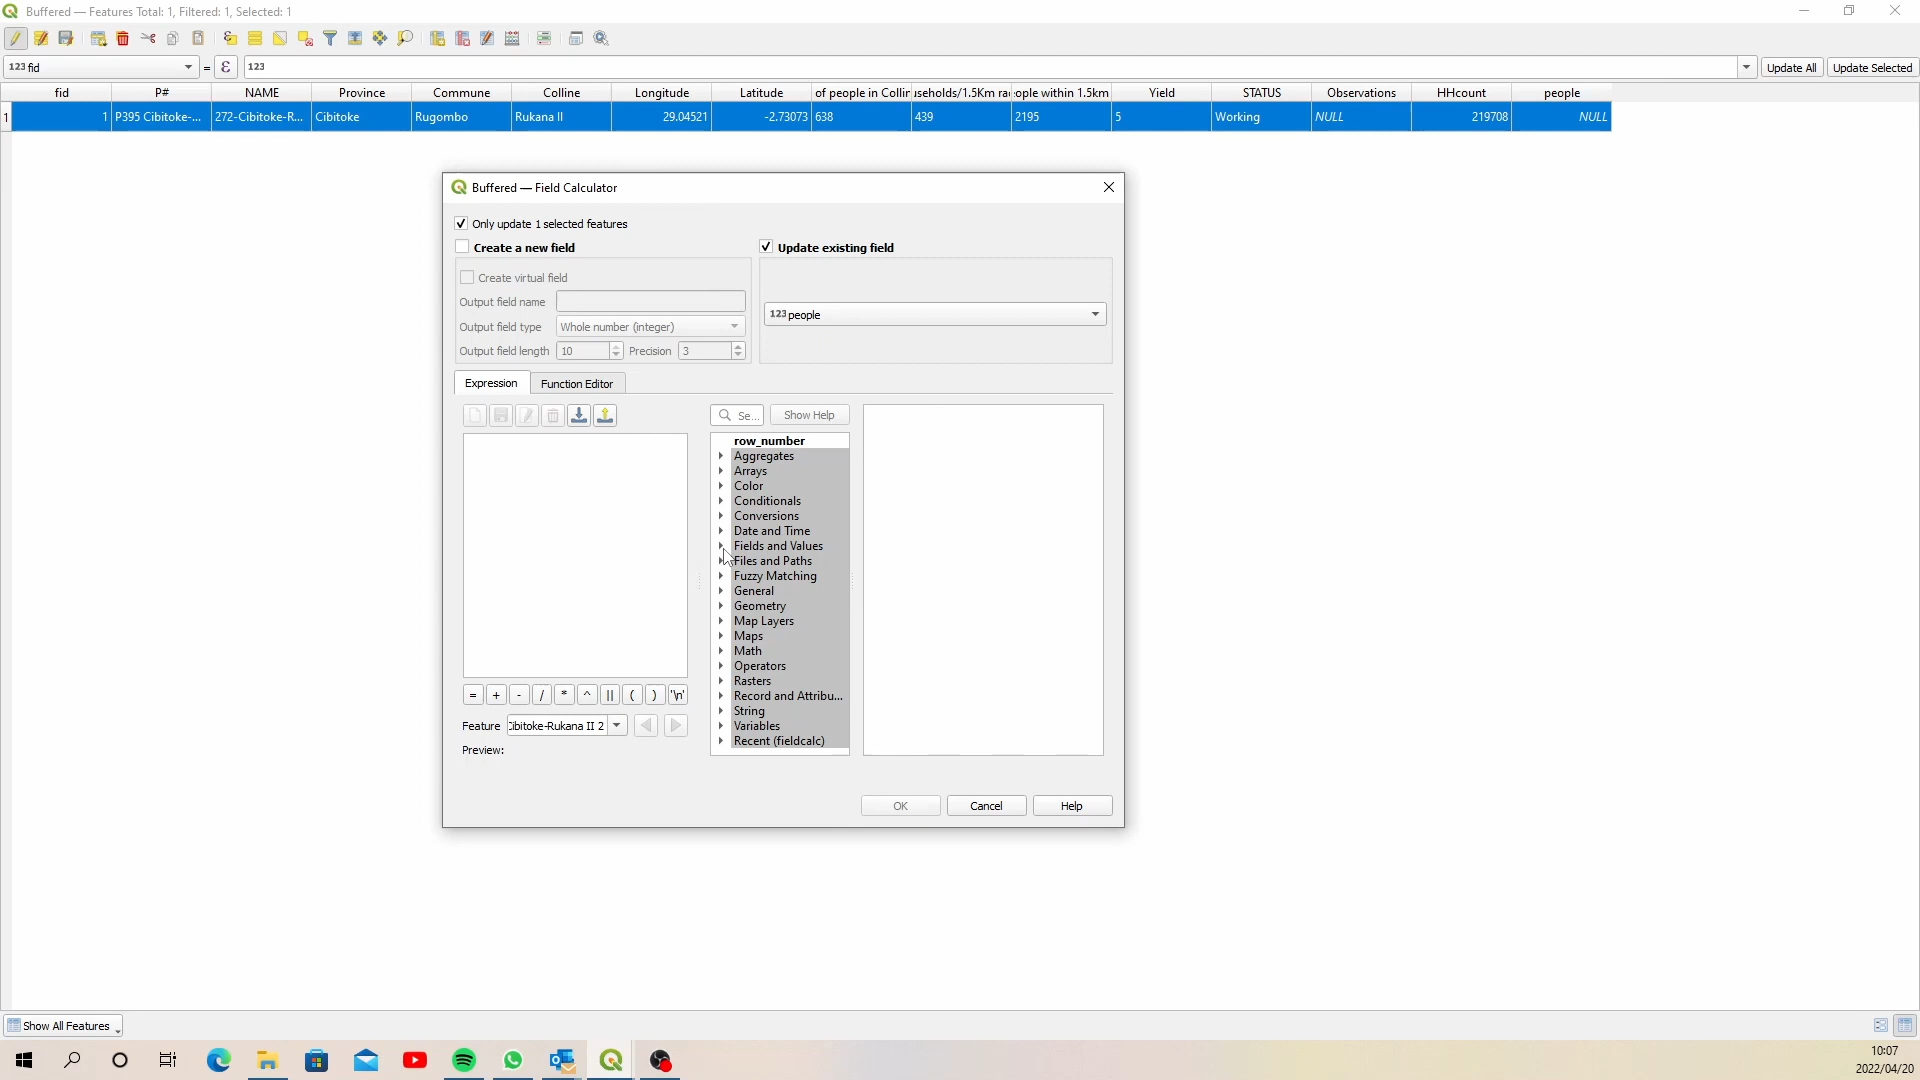 Buffered — Features Total: 1, Filtered: 1, Selected: 1
123 fid = ε 123 Update All Update Selected
fid P# NAME Province Commune Colline Longitude Latitude of people in Collin useholds/1.5Km ra ople within 1.5km Yield STATUS Observations HHcount people
1 1 P395 Cibitoke-... 272-Cibitoke-R... Cibitoke Rugombo Rukana II 29.04521 -2.73073 638 439 2195 5 Working NULL 219708 NULL
Buffered — Field Calculator
Only update 1 selected features
Create a new field
Update existing field
Create virtual field
Output field name
123 people
Output field type Whole number (integer)
Output field length 10 Precision 3
Expression Function Editor
Se... Show Help
row_number
Aggregates
Arrays
Color
Conditionals
Conversions
Date and Time
Fields and Values
Files and Paths
Fuzzy Matching
General
Geometry
Map Layers
Maps
Math
Operators
Rasters
Record and Attribu...
String
Variables
Recent (fieldcalc)
= + - / * ^ || ( ) '\n'
Feature Cibitoke-Rukana II 2
Preview:
OK Cancel Help
Show All Features
10:07
2022/04/20